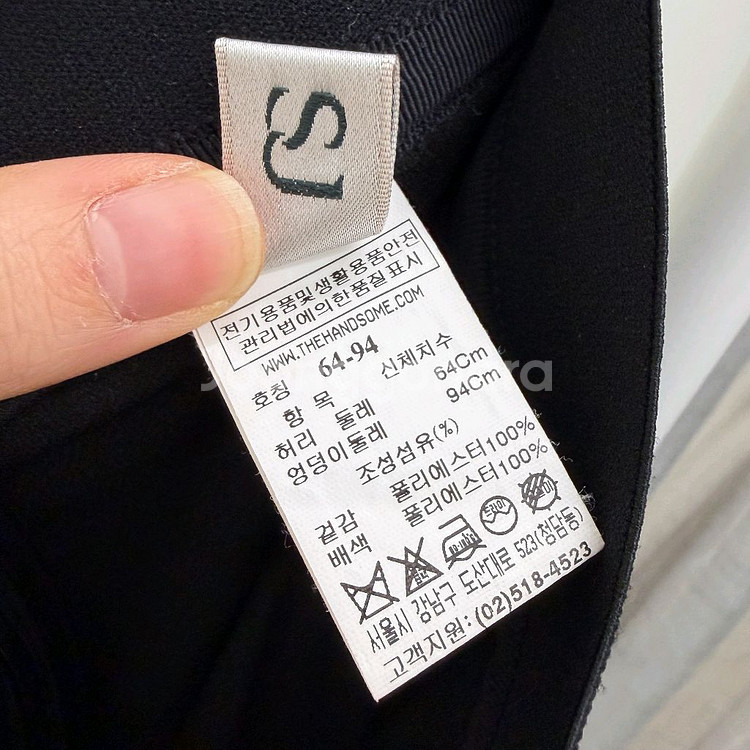 SJ
전기용품및생활용품안전
관리법에의한품질표시
WWW.THEHANDSOME.COM
호칭 64-94
항 목 신체치수
허리 둘레 64Cm
엉덩이둘레 94Cm
조성섬유(%)
겉감 폴리에스터100%
배색 폴리에스터100%
드라이
서울시 강남구 도산대로 523(청담동)
고객지원: (02)518-4523